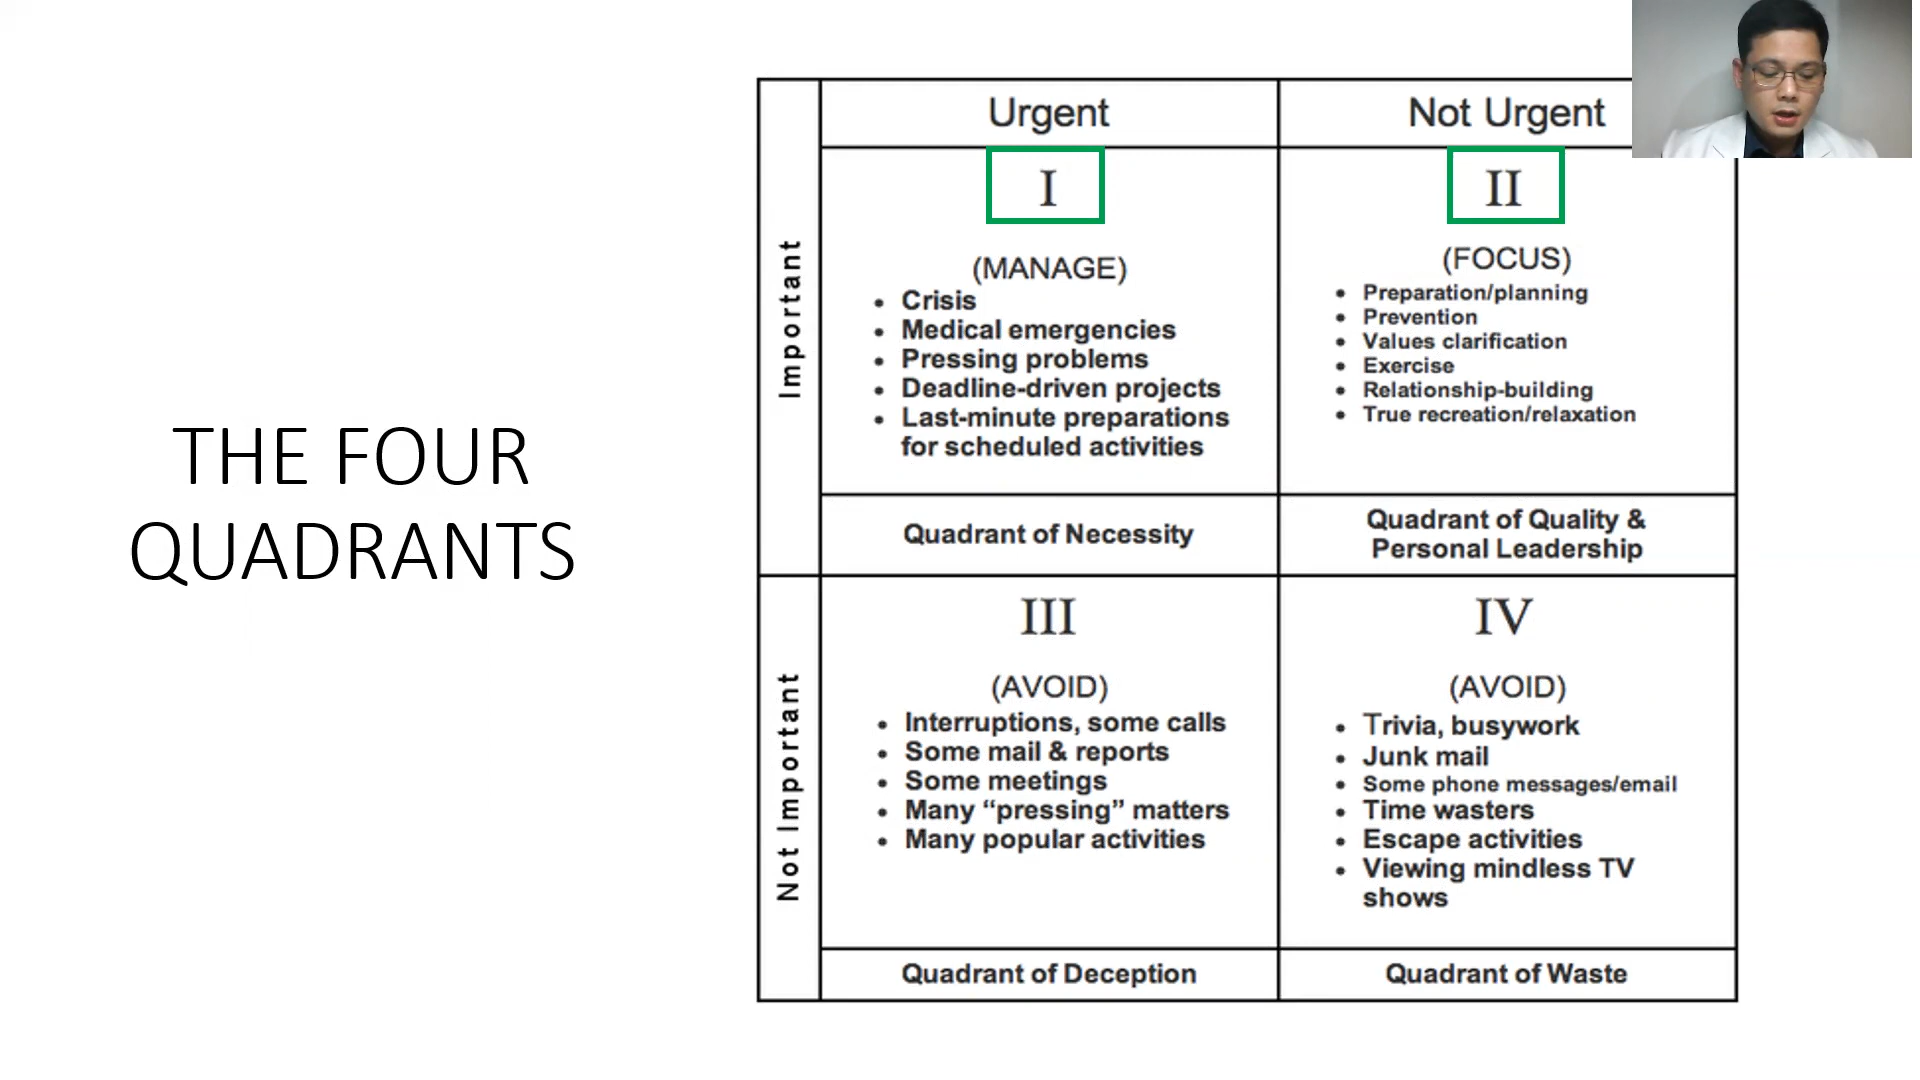 THE FOUR
QUADRANTS
Urgent
Not Urgent
Important
I
(MANAGE)
• Crisis
• Medical emergencies
• Pressing problems
• Deadline-driven projects
• Last-minute preparations
for scheduled activities
Quadrant of Necessity
II
(FOCUS)
• Preparation/planning
• Prevention
• Values clarification
• Exercise
• Relationship-building
• True recreation/relaxation
Quadrant of Quality &
Personal Leadership
Not Important
III
(AVOID)
• Interruptions, some calls
• Some mail & reports
• Some meetings
• Many “pressing” matters
• Many popular activities
Quadrant of Deception
IV
(AVOID)
• Trivia, busywork
• Junk mail
• Some phone messages/email
• Time wasters
• Escape activities
• Viewing mindless TV
shows
Quadrant of Waste